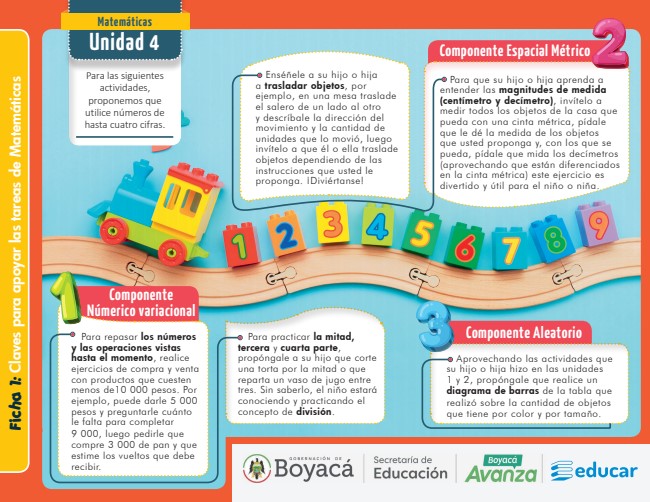 Ficha 1: Claves para apoyar las tareas de Matemáticas
Matemáticas
Unidad 4
Para las siguientes
actividades,
proponemos que
utilice números de
hasta cuatro cifras.
Enséñele a su hijo o hija
a trasladar objetos, por
ejemplo, en una mesa traslade
el salero de un lado al otro
y descríbale la dirección del
movimiento y la cantidad de
unidades que lo movió, luego
invítelo a que él o ella traslade
objetos dependiendo de las
instrucciones que usted le
proponga. ¡Diviértanse!
Componente Espacial Métrico
2
Para que su hijo o hija aprenda a
entender las magnitudes de medida
(centímetro y decímetro), invítelo a
medir todos los objetos de la casa que
pueda con una cinta métrica, pídale
que le dé la medida de los objetos
que usted proponga y, con los que se
pueda, pídale que mida los decímetros
(aprovechando que están diferenciados
en la cinta métrica) este ejercicio es
divertido y útil para el niño o niña.
1 2 3 4 5 6 7 8 9
1
Componente
Númerico variacional
Para repasar los números
y las operaciones vistas
hasta el momento, realice
ejercicios de compra y venta
con productos que cuesten
menos de10 000 pesos. Por
ejemplo, puede darle 5 000
pesos y preguntarle cuánto
le falta para completar
9 000, luego pedirle que
compre 3 000 de pan y que
estime los vueltos que debe
recibir.
Para practicar la mitad,
tercera y cuarta parte,
propóngale a su hijo que corte
una torta por la mitad o que
reparta un vaso de jugo entre
tres. Sin saberlo, el niño estará
conociendo y practicando el
concepto de división.
3
Componente Aleatorio
Aprovechando las actividades que
su hijo o hija hizo en las unidades
1 y 2, propóngale que realice un
diagrama de barras de la tabla que
realizó sobre la cantidad de objetos
que tiene por color y por tamaño.
GOBERNACIÓN DE
Boyacá
Secretaría de
Educación
Boyacá
Avanza
educar